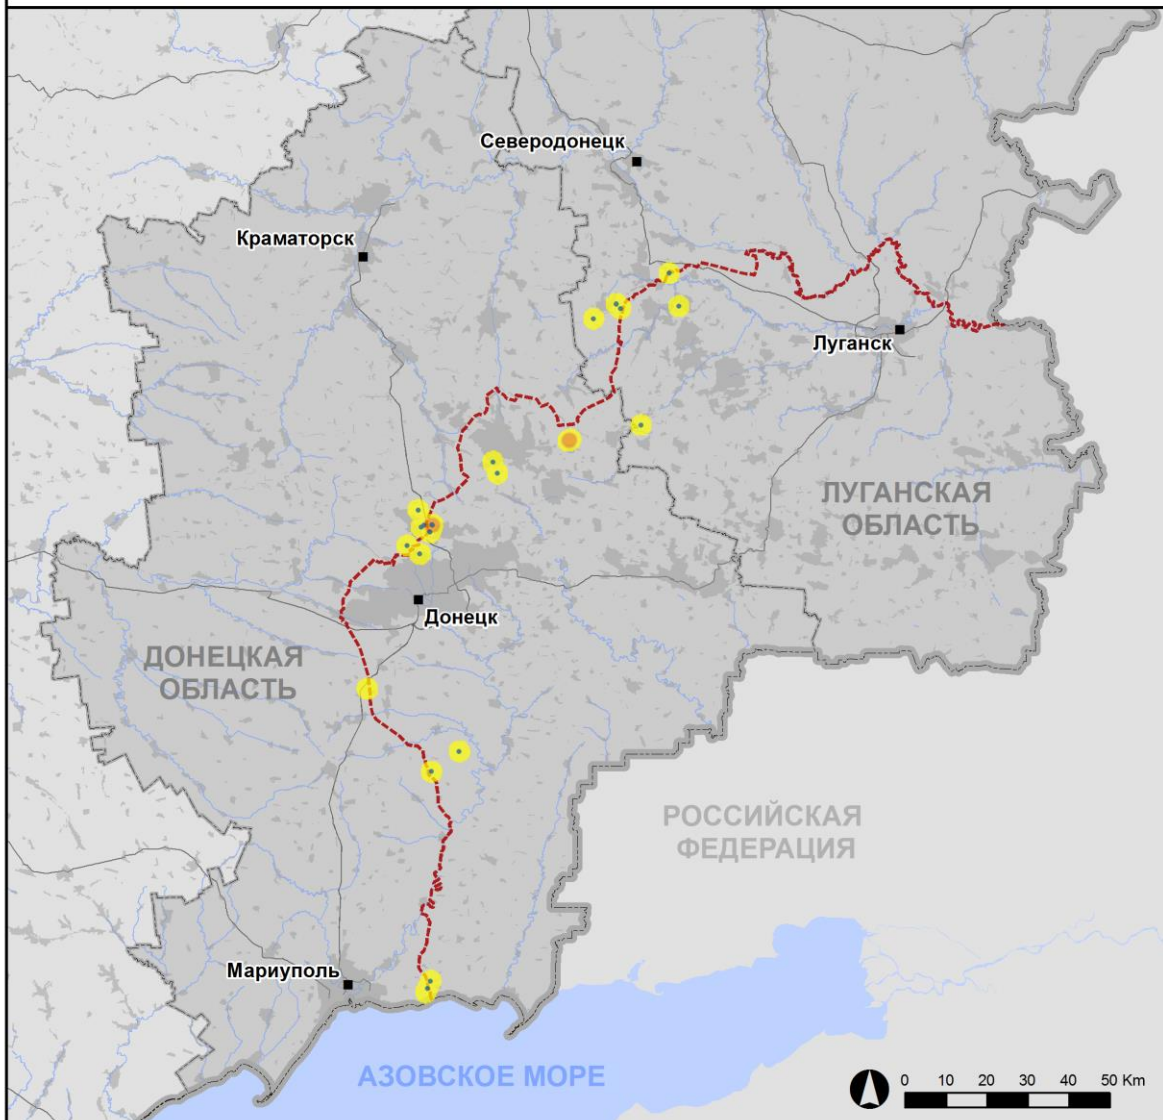 Северодонецк
Краматорск
Луганск
ЛУГАНСКАЯ
ОБЛАСТЬ
Донецк
ДОНЕЦКАЯ
ОБЛАСТЬ
РОССИЙСКАЯ
ФЕДЕРАЦИЯ
Мариуполь
АЗОВСКОЕ МОРЕ
0 10 20 30 40 50 Km